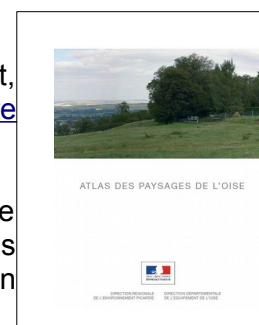 t,
e
e
s
n
ATLAS DES PAYSAGES DE L'OISE
DIRECTION REGIONALE DE L'ENVIRONNEMENT PICARDIE
DIRECTION DEPARTEMENTALE DE L'EQUIPEMENT DE L'OISE